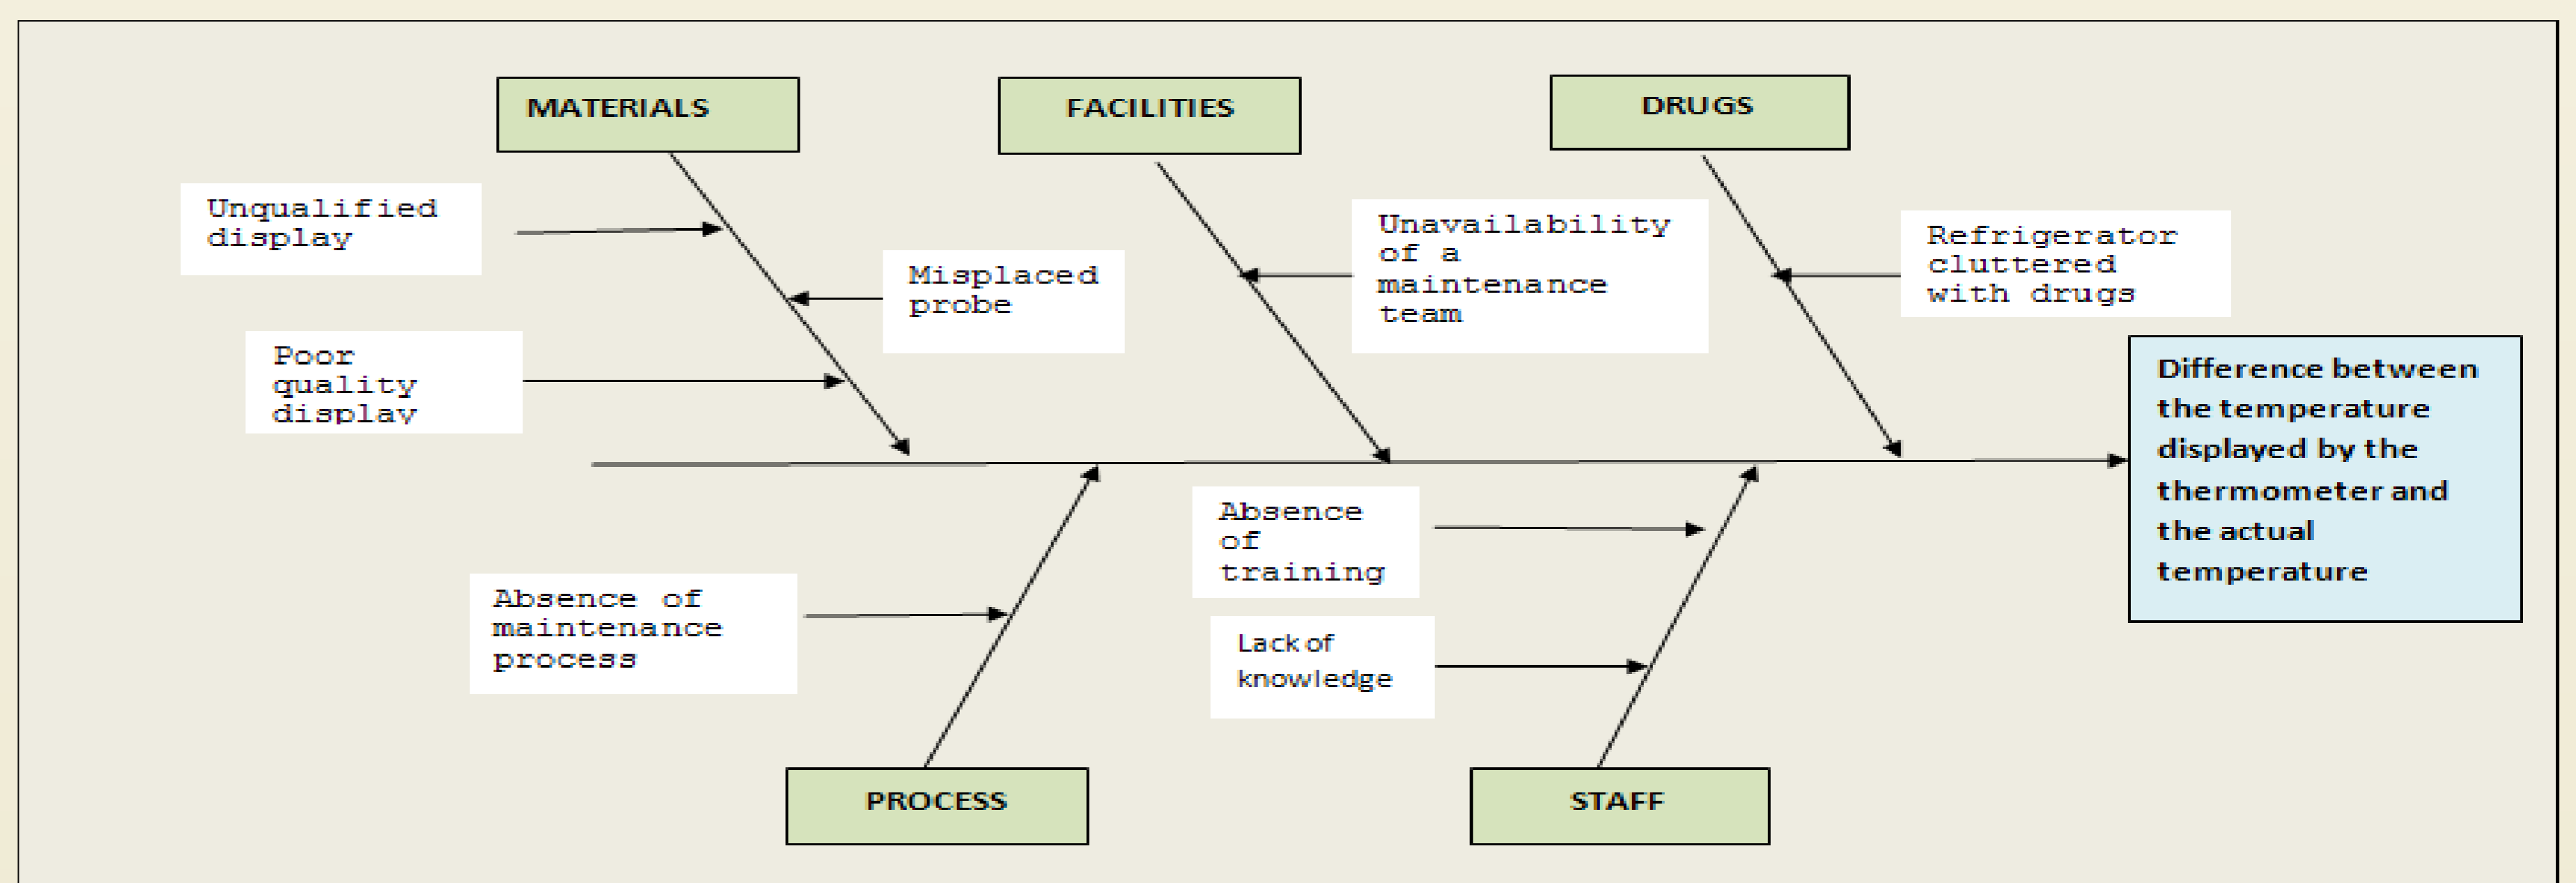 MATERIALS
FACILITIES
DRUGS
Unqualified
display
Misplaced
probe
Poor
quality
display
Unavailability
of a
maintenance
team
Refrigerator
cluttered
with drugs
Difference between
the temperature
displayed by the
thermometer and
the actual
temperature
Absence of
maintenance
process
Absence
of
training
Lack of
knowledge
PROCESS
STAFF